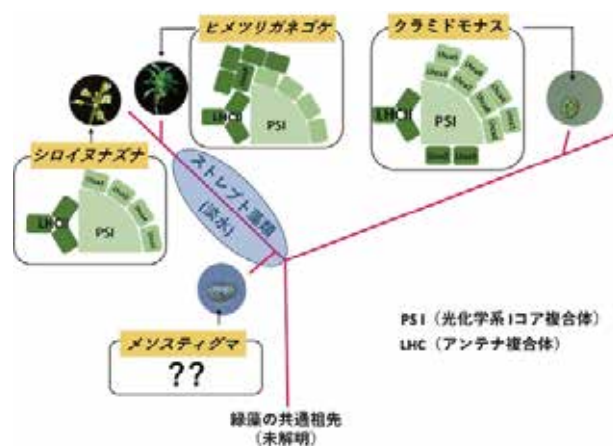 ヒメツリガネゴケ
クラミドモナス
LHCII
PSI
LHCII
PSI
シロイヌナズナ
LHCII
PSI
ストレプト藻類
(淡水)
メソスティグマ
??
PSI（光化学系Iコア複合体）
LHC（アンテナ複合体）
緑藻の共通祖先
（未解明）